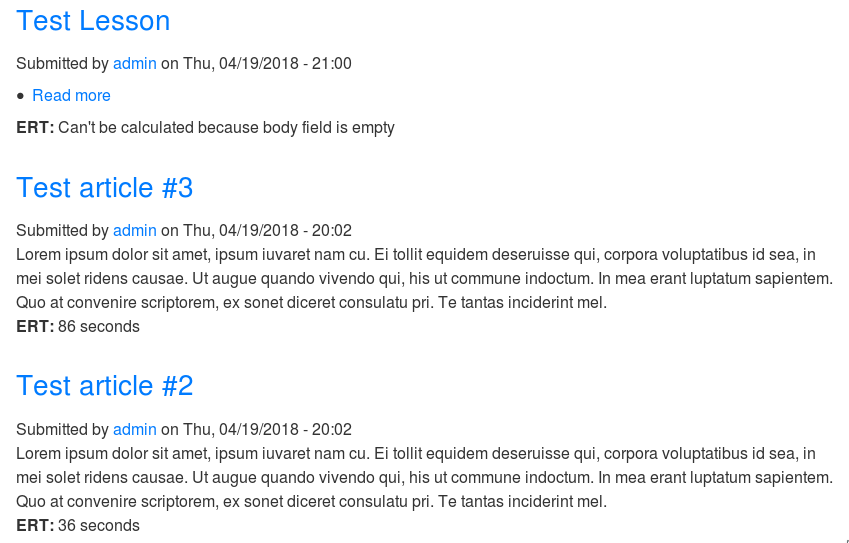 Test Lesson
Submitted by admin on Thu, 04/19/2018 - 21:00
● Read more
ERT: Can't be calculated because body field is empty
Test article #3
Submitted by admin on Thu, 04/19/2018 - 20:02
Lorem ipsum dolor sit amet, ipsum iuvaret nam cu. Ei tollit equidem deseruisse qui, corpora voluptatibus id sea, in
mei solet ridens causae. Ut augue quando vivendo qui, his ut commune indoctum. In mea erant luptatum sapientem.
Quo at convenire scriptorem, ex sonet diceret consulatu pri. Te tantas inciderint mel.
ERT: 86 seconds
Test article #2
Submitted by admin on Thu, 04/19/2018 - 20:02
Lorem ipsum dolor sit amet, ipsum iuvaret nam cu. Ei tollit equidem deseruisse qui, corpora voluptatibus id sea, in
mei solet ridens causae. Ut augue quando vivendo qui, his ut commune indoctum. In mea erant luptatum sapientem.
Quo at convenire scriptorem, ex sonet diceret consulatu pri. Te tantas inciderint mel.
ERT: 36 seconds